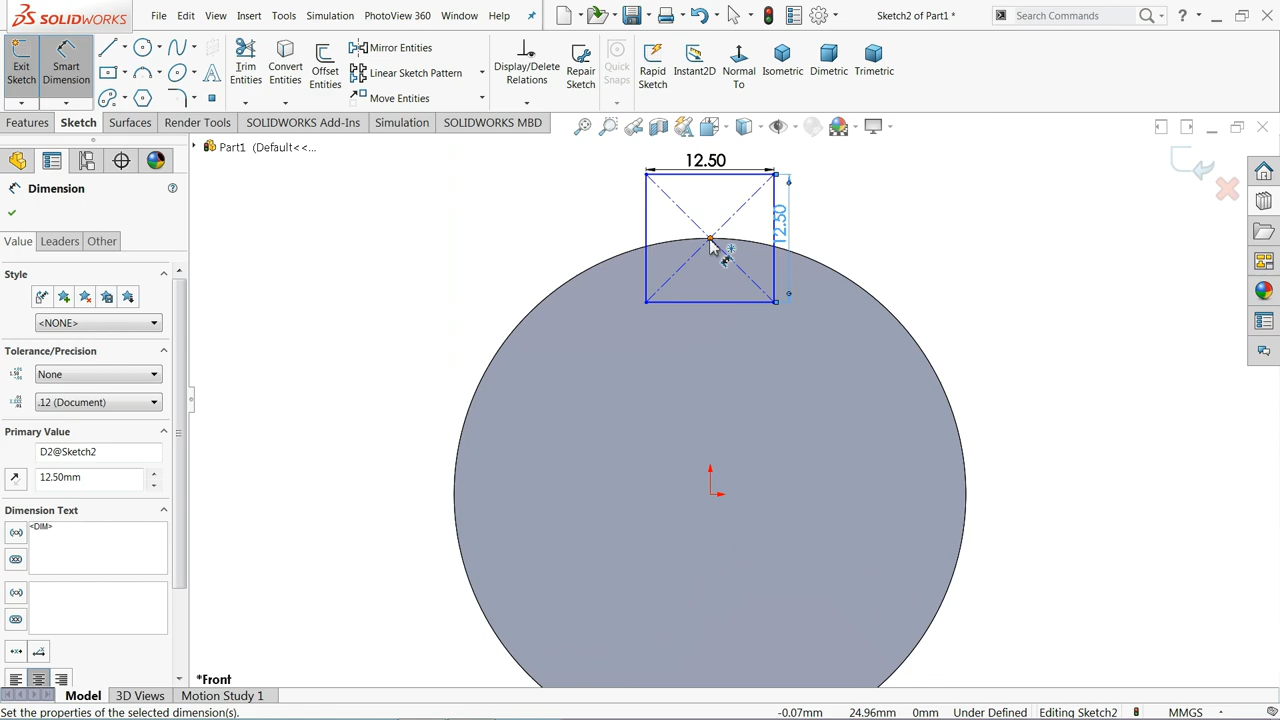 SOLIDWORKS
File Edit View Insert Tools Simulation PhotoView 360 Window Help
Sketch2 of Part1 *
Search Commands
Exit Sketch
Smart Dimension
Trim Entities
Convert Entities
Offset Entities
Mirror Entities
Linear Sketch Pattern
Move Entities
Display/Delete Relations
Repair Sketch
Quick Snaps
Rapid Sketch
Instant2D
Normal To
Isometric
Dimetric
Trimetric
Features Sketch Surfaces Render Tools SOLIDWORKS Add-Ins Simulation SOLIDWORKS MBD
Part1 (Default<<...
12.50
12.50
Dimension
Value Leaders Other
Style
<NONE>
Tolerance/Precision
None
.12 (Document)
Primary Value
D2@Sketch2
12.50mm
Dimension Text
<DIM>
*Front
Model 3D Views Motion Study 1
Set the properties of the selected dimension(s).
-0.07mm 24.96mm 0mm Under Defined Editing Sketch2 MMGS